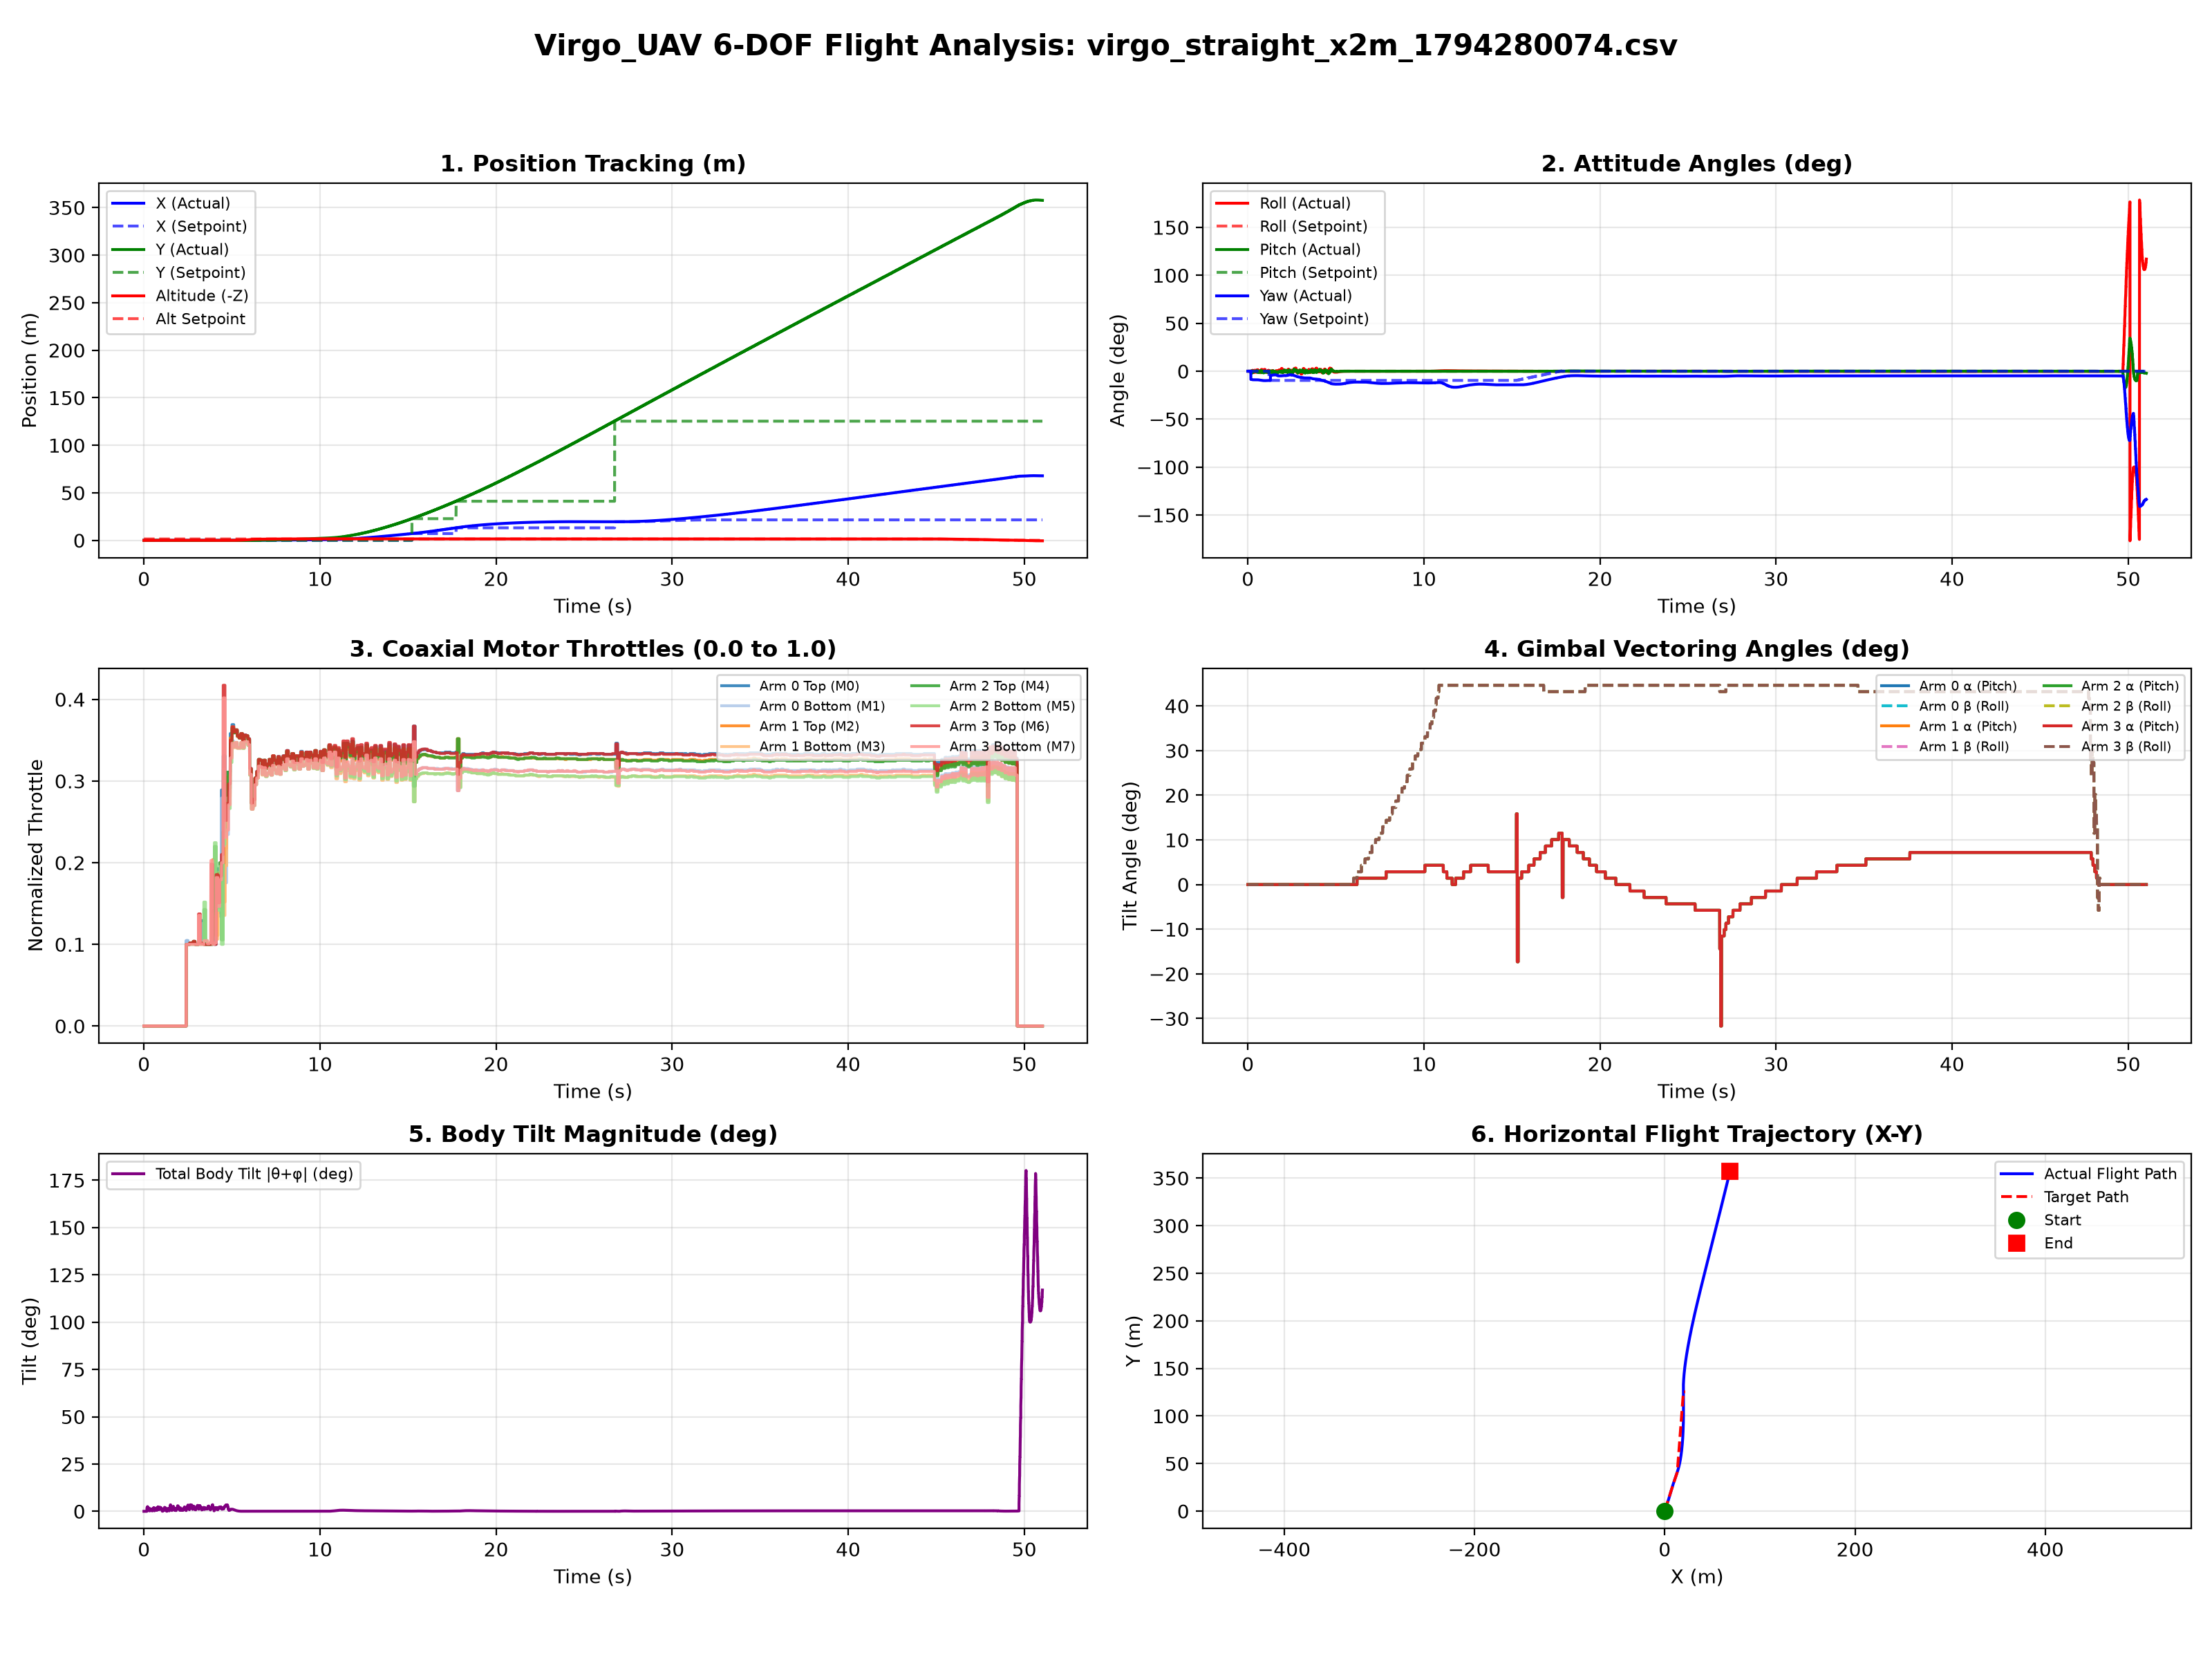 Virgo_UAV 6-DOF Flight Analysis: virgo_straight_x2m_1794280074.csv
1. Position Tracking (m)
X (Actual)
X (Setpoint)
Y (Actual)
Y (Setpoint)
Altitude (-Z)
Alt Setpoint
Position (m)
350
300
250
200
150
100
50
0
0 10 20 30 40 50
Time (s)
2. Attitude Angles (deg)
Roll (Actual)
Roll (Setpoint)
Pitch (Actual)
Pitch (Setpoint)
Yaw (Actual)
Yaw (Setpoint)
Angle (deg)
150
100
50
0
−50
−100
−150
0 10 20 30 40 50
Time (s)
3. Coaxial Motor Throttles (0.0 to 1.0)
Arm 0 Top (M0)
Arm 0 Bottom (M1)
Arm 1 Top (M2)
Arm 1 Bottom (M3)
Arm 2 Top (M4)
Arm 2 Bottom (M5)
Arm 3 Top (M6)
Arm 3 Bottom (M7)
Normalized Throttle
0.4
0.3
0.2
0.1
0.0
0 10 20 30 40 50
Time (s)
4. Gimbal Vectoring Angles (deg)
Arm 0 α (Pitch)
Arm 0 β (Roll)
Arm 1 α (Pitch)
Arm 1 β (Roll)
Arm 2 α (Pitch)
Arm 2 β (Roll)
Arm 3 α (Pitch)
Arm 3 β (Roll)
Tilt Angle (deg)
40
30
20
10
0
−10
−20
−30
0 10 20 30 40 50
Time (s)
5. Body Tilt Magnitude (deg)
Total Body Tilt |θ+φ| (deg)
Tilt (deg)
175
150
125
100
75
50
25
0
0 10 20 30 40 50
Time (s)
6. Horizontal Flight Trajectory (X-Y)
Actual Flight Path
Target Path
Start
End
Y (m)
350
300
250
200
150
100
50
0
−400 −200 0 200 400
X (m)